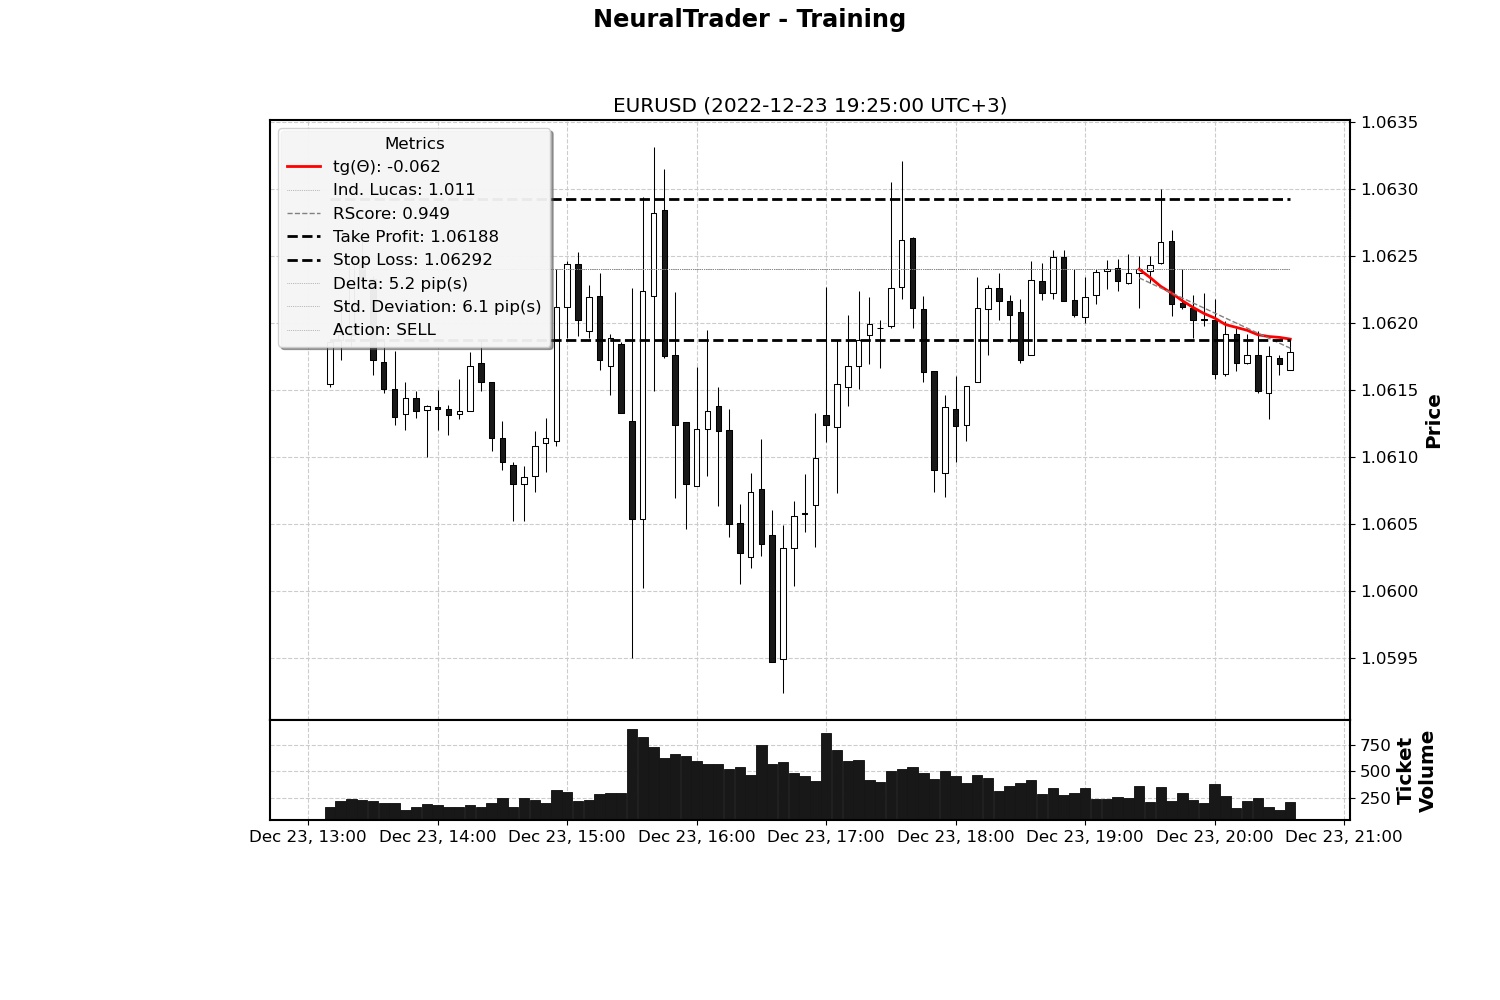 NeuralTrader - Training
EURUSD (2022-12-23 19:25:00 UTC+3)
Metrics
tg(Θ): -0.062
Ind. Lucas: 1.011
RScore: 0.949
Take Profit: 1.06188
Stop Loss: 1.06292
Delta: 5.2 pip(s)
Std. Deviation: 6.1 pip(s)
Action: SELL
1.0635
1.0630
1.0625
1.0620
1.0615
1.0610
1.0605
1.0600
1.0595
Price
750
500
250
Ticket
Volume
Dec 23, 13:00
Dec 23, 14:00
Dec 23, 15:00
Dec 23, 16:00
Dec 23, 17:00
Dec 23, 18:00
Dec 23, 19:00
Dec 23, 20:00
Dec 23, 21:00